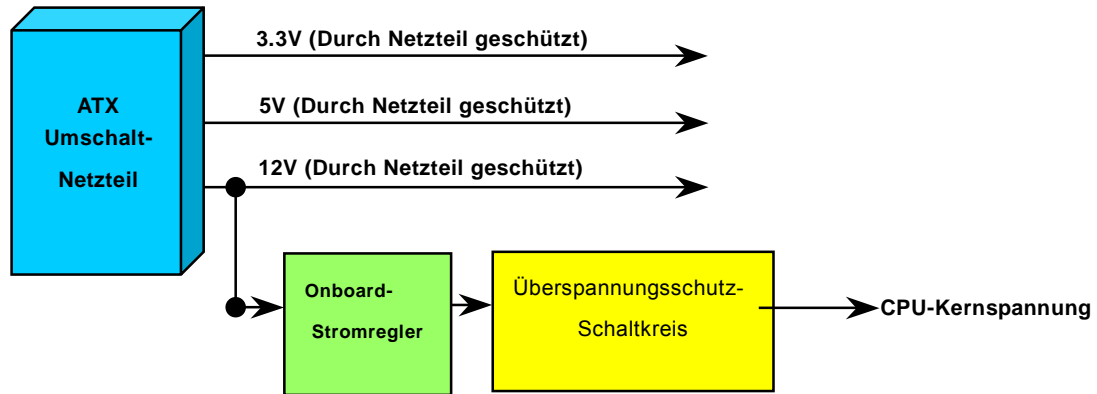 3.3V (Durch Netzteil geschützt)
ATX
Umschalt-
Netzteil
5V (Durch Netzteil geschützt)
12V (Durch Netzteil geschützt)
Onboard-
Stromregler
Überspannungsschutz-
Schaltkreis
CPU-Kernspannung